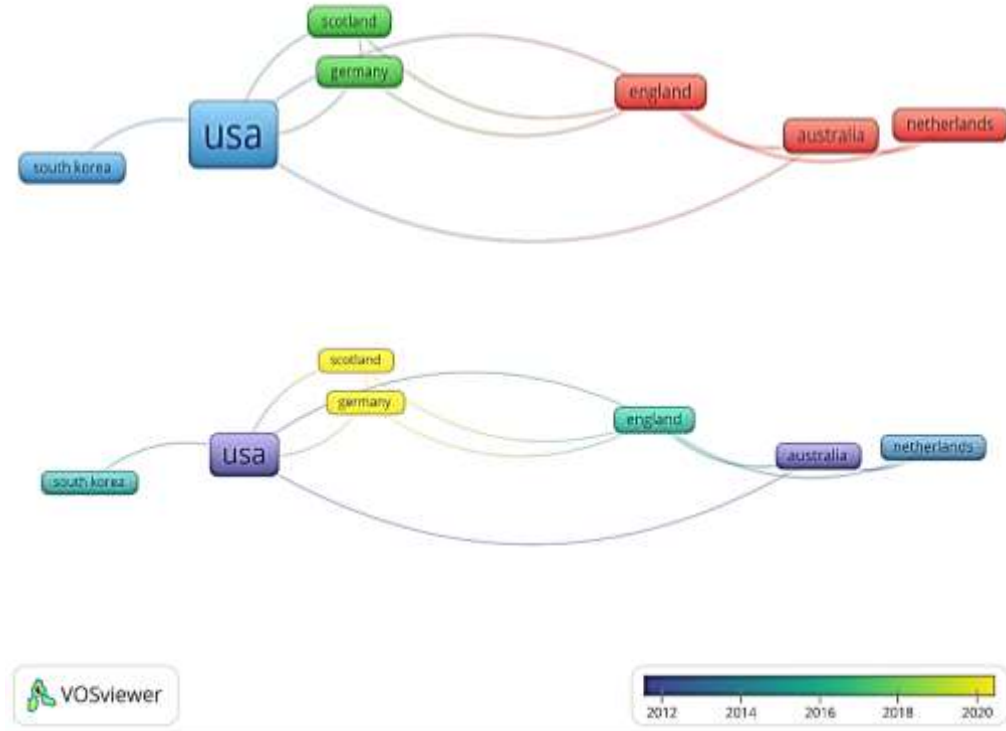 scotland
germany
england
usa
australia
netherlands
south korea
scotland
germany
england
usa
australia
netherlands
south korea
VOSviewer
2012 2014 2016 2018 2020